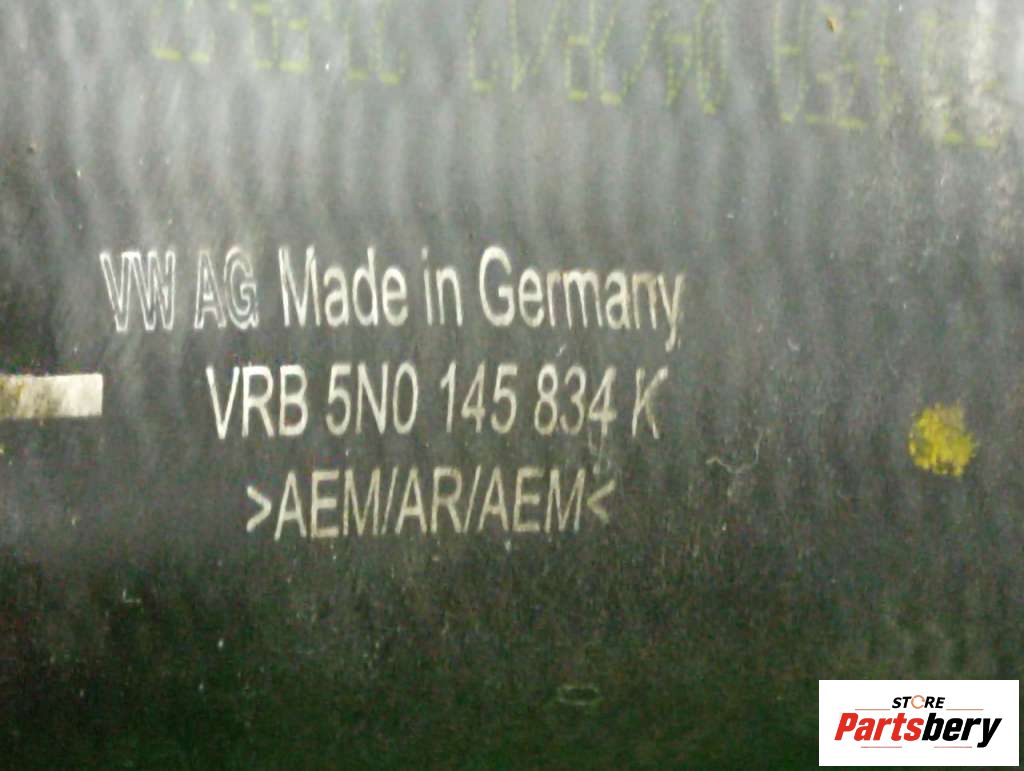 VW AG Made in Germany
VRB 5N0 145 834 K
>AEM/AR/AEM<
STORE
Partsbery